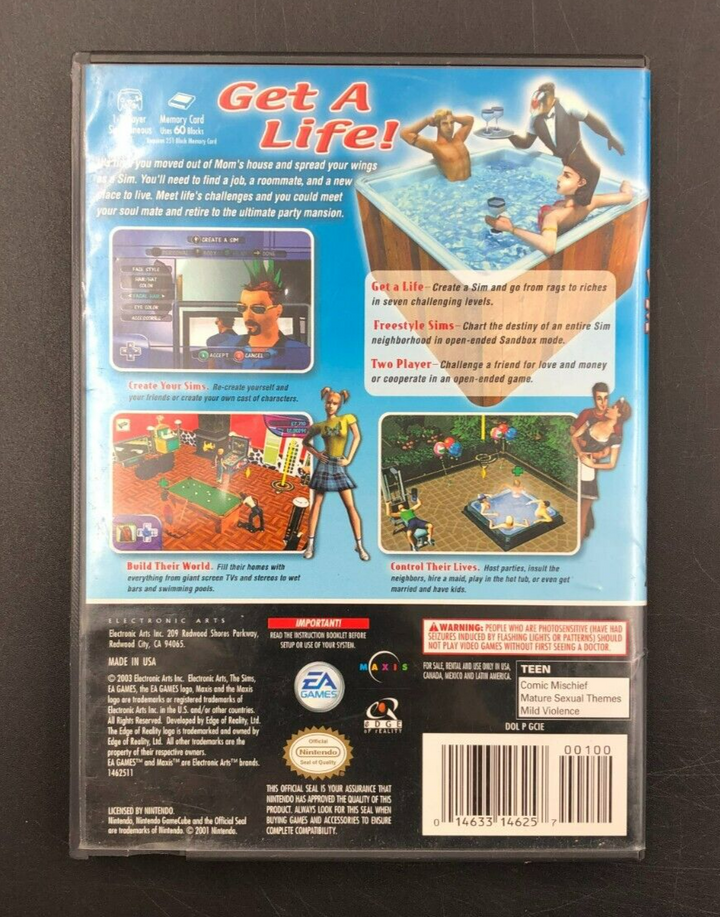 Get A
Life!
Memory Card
Uses 60 Blocks
Requires 251 Block Memory Card
you moved out of Mom's house and spread your wings
Sim. You'll need to find a job, a roommate, and a new
to live. Meet life's challenges and you could meet
your soul mate and retire to the ultimate party mansion.
CREATE A SIM
FACE STYLE
HAIR/HAT
COLOR
EYE COLOR
ACCESSORIES
ACCEPT
CANCEL
Get a Life—Create a Sim and go from rags to riches
in seven challenging levels.
Freestyle Sims—Chart the destiny of an entire Sim
neighborhood in open-ended Sandbox mode.
Two Player—Challenge a friend for love and money
or cooperate in an open-ended game.
Create Your Sims. Re-create yourself and
your friends or create your own cast of characters.
Build Their World. Fill their homes with
everything from giant screen TVs and stereos to wet
bars and swimming pools.
Control Their Lives. Host parties, insult the
neighbors, hire a maid, play in the hot tub, or even get
married and have kids.
ELECTRONIC ARTS
Electronic Arts Inc. 209 Redwood Shores Parkway,
Redwood City, CA 94065.
MADE IN USA
© 2003 Electronic Arts Inc. Electronic Arts, The Sims,
EA GAMES, the EA GAMES logo, Maxis and the Maxis
logo are trademarks or registered trademarks of
Electronic Arts Inc. in the U.S. and/or other countries.
All Rights Reserved. Developed by Edge of Reality, Ltd.
The Edge of Reality logo is trademarked and owned by
Edge of Reality, Ltd. All other trademarks are the
property of their respective owners.
EA GAMES™ and Maxis™ are Electronic Arts™ brands.
1462511
LICENSED BY NINTENDO.
Nintendo, Nintendo GameCube and the Official Seal
are trademarks of Nintendo. © 2001 Nintendo.
IMPORTANT!
READ THE INSTRUCTION BOOKLET BEFORE
SETUP OR USE OF YOUR SYSTEM.
EA
GAMES
MAXIS
EDGE
OF REALITY
Official
Nintendo
Seal of Quality
THIS OFFICIAL SEAL IS YOUR ASSURANCE THAT
NINTENDO HAS APPROVED THE QUALITY OF THIS
PRODUCT. ALWAYS LOOK FOR THIS SEAL WHEN
BUYING GAMES AND ACCESSORIES TO ENSURE
COMPLETE COMPATIBILITY.
WARNING: PEOPLE WHO ARE PHOTOSENSITIVE (HAVE HAD
SEIZURES INDUCED BY FLASHING LIGHTS OR PATTERNS) SHOULD
NOT PLAY VIDEO GAMES WITHOUT FIRST SEEING A DOCTOR.
FOR SALE, RENTAL AND USE ONLY IN USA,
CANADA, MEXICO AND LATIN AMERICA.
TEEN
Comic Mischief
Mature Sexual Themes
Mild Violence
DOL P GCIE
00100
0 14633 14625 7